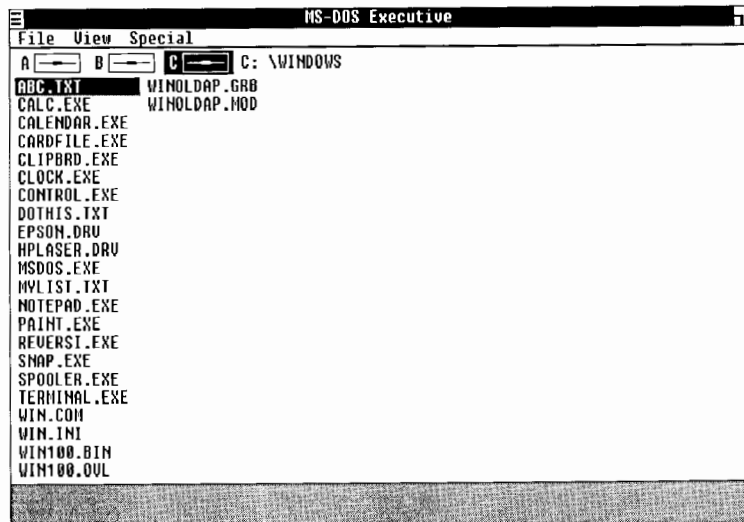 MS-DOS Executive
File View Special
A B C C: \WINDOWS
ABC.TXT WINOLDAP.GRB
CALC.EXE WINOLDAP.MOD
CALENDAR.EXE
CARDFILE.EXE
CLIPBRD.EXE
CLOCK.EXE
CONTROL.EXE
DOTHIS.TXT
EPSON.DRV
HPLASER.DRV
MSDOS.EXE
MYLIST.TXT
NOTEPAD.EXE
PAINT.EXE
REVERSI.EXE
SNAP.EXE
SPOOLER.EXE
TERMINAL.EXE
WIN.COM
WIN.INI
WIN100.BIN
WIN100.OVL